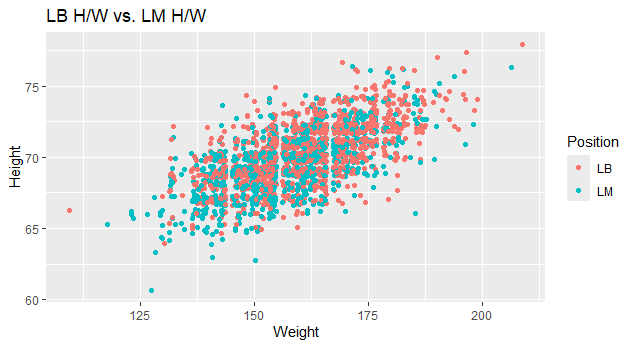 LB H/W vs. LM H/W
75
70
65
60
Height
125 150 175 200
Weight
Position
LB
LM